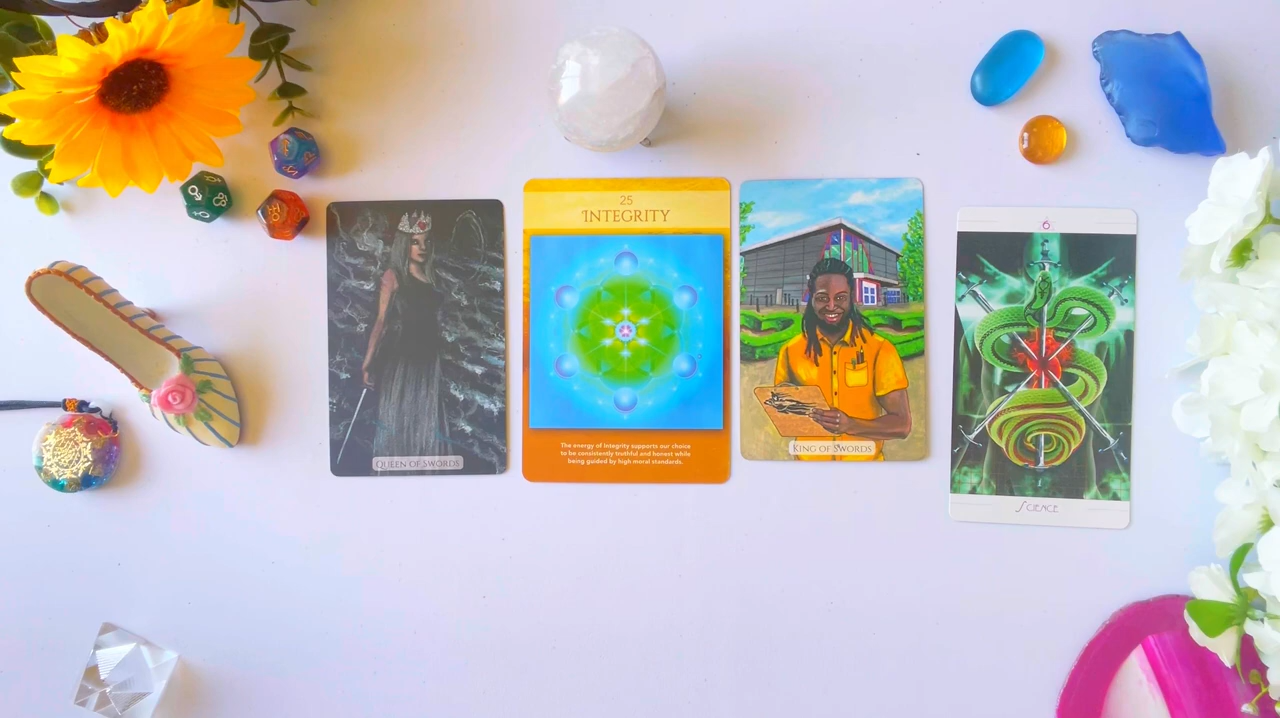 QUEEN OF SWORDS
25
INTEGRITY
The energy of Integrity supports our choice
to be consistently truthful and honest while
being guided by high moral standards.
KING OF SWORDS
6
SCIENCE